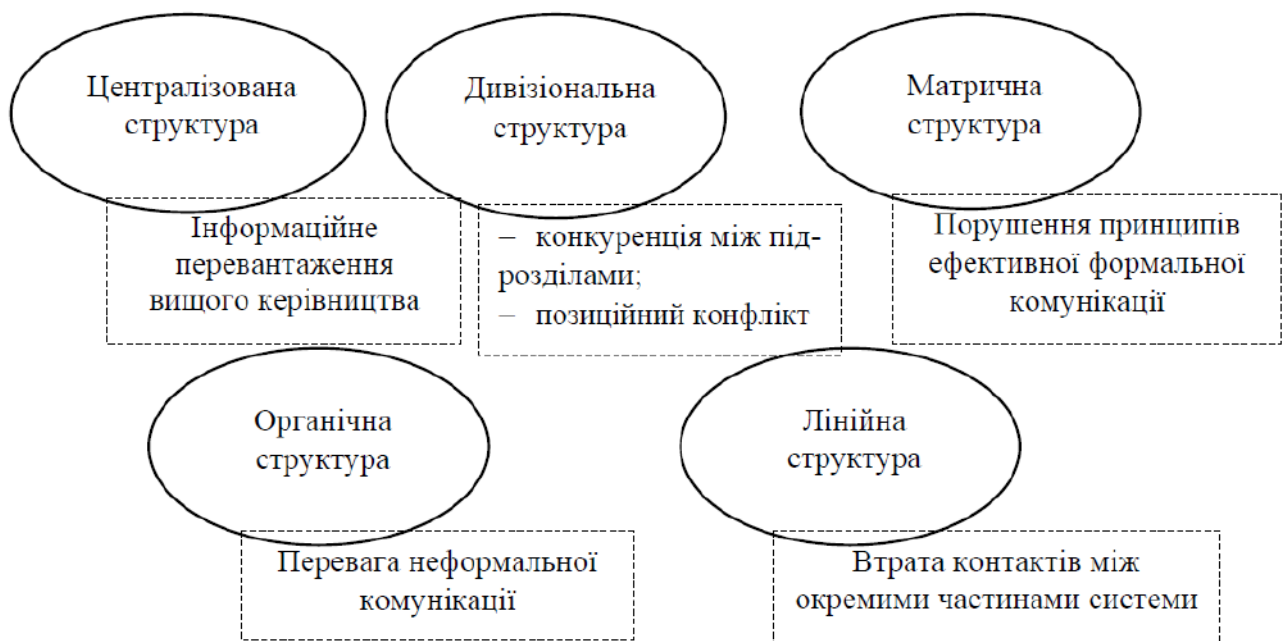 Централізована
структура
Дивізіональна
структура
Матрична
структура
Інформаційне
перевантаження
вищого керівництва
– конкуренція між під-
розділами;
– позиційний конфлікт
Порушення принципів
ефективної формальної
комунікації
Органічна
структура
Лінійна
структура
Перевага неформальної
комунікації
Втрата контактів між
окремими частинами системи